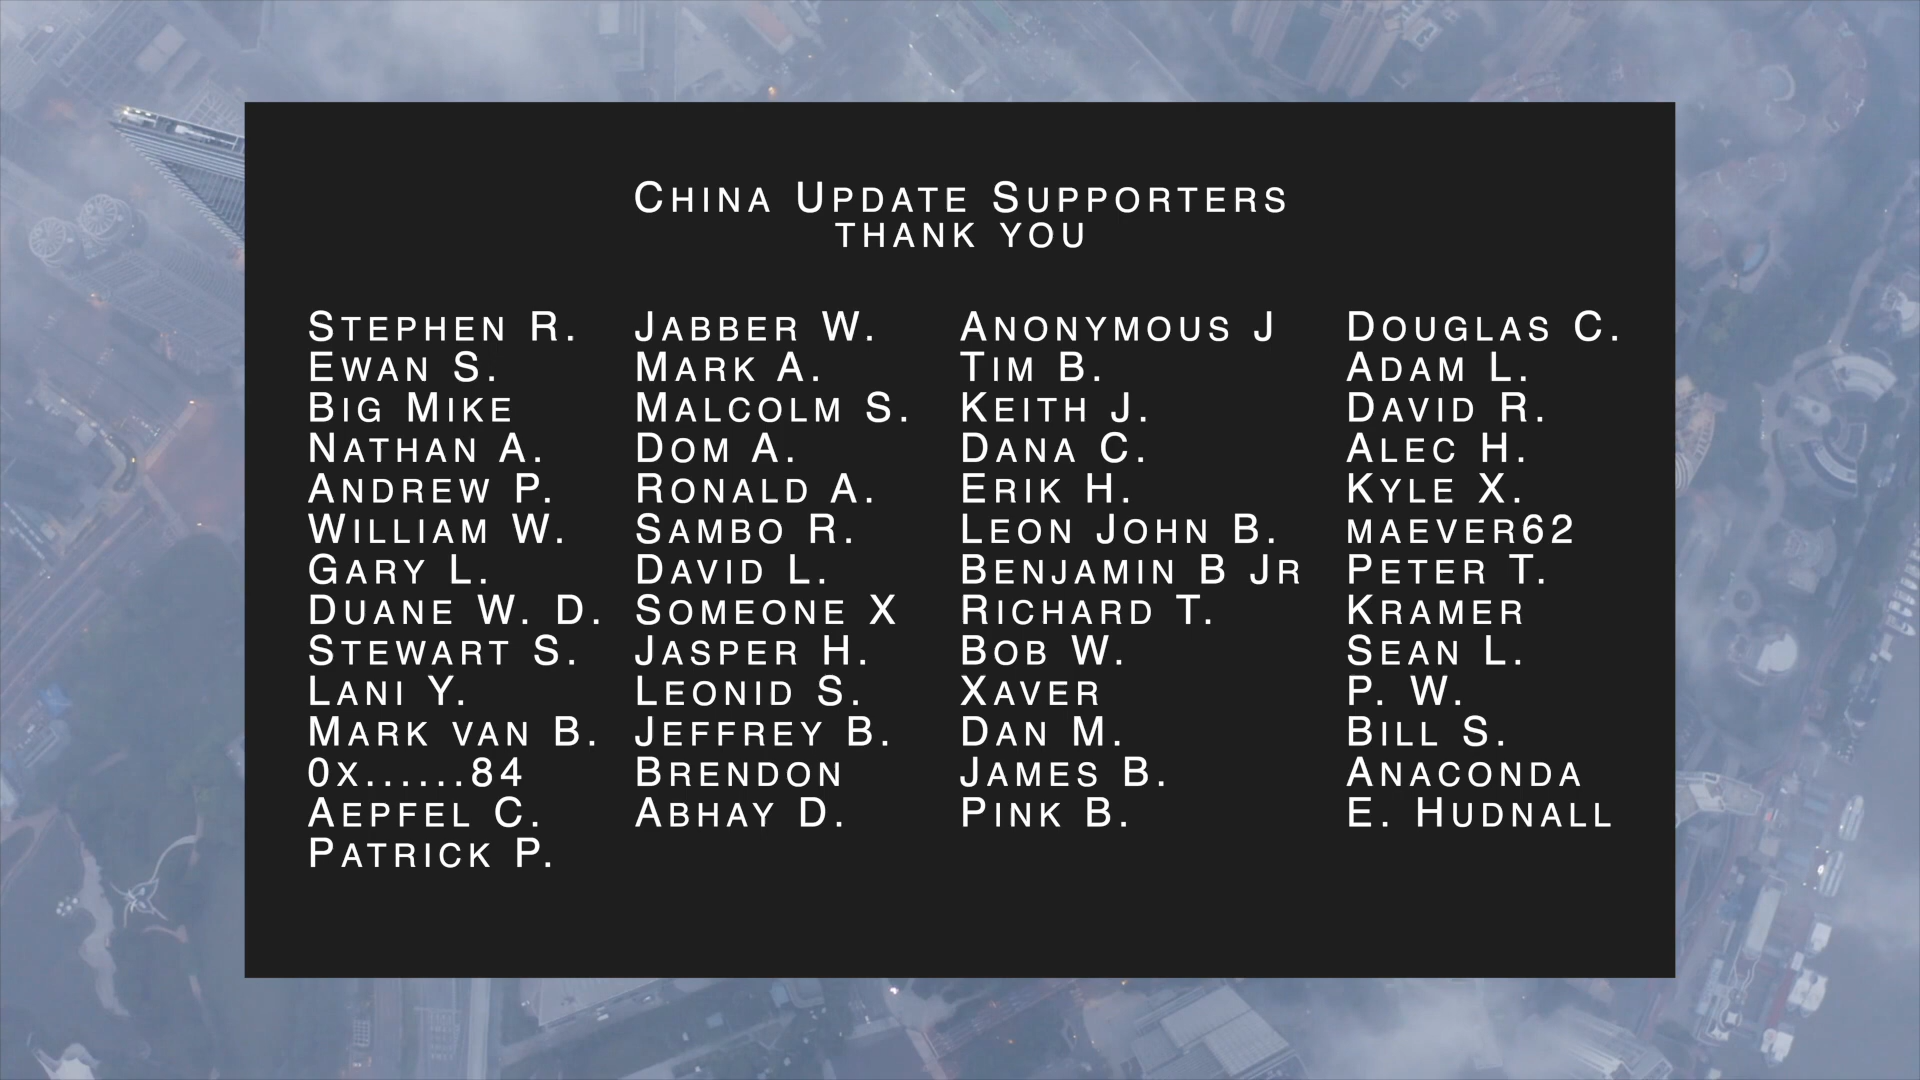 China Update Supporters
THANK YOU
Stephen R.
Ewan S.
Big Mike
Nathan A.
Andrew P.
William W.
Gary L.
Duane W. D.
Stewart S.
Lani Y.
Mark van B.
0x......84
Aepfel C.
Patrick P.
Jabber W.
Mark A.
Malcolm S.
Dom A.
Ronald A.
Sambo R.
David L.
Someone X
Jasper H.
Leonid S.
Jeffrey B.
Brendon
Abhay D.
Anonymous J
Tim B.
Keith J.
Dana C.
Erik H.
Leon John B.
Benjamin B Jr
Richard T.
Bob W.
Xaver
Dan M.
James B.
Pink B.
Douglas C.
Adam L.
David R.
Alec H.
Kyle X.
maever62
Peter T.
Kramer
Sean L.
P. W.
Bill S.
Anaconda
E. Hudnall